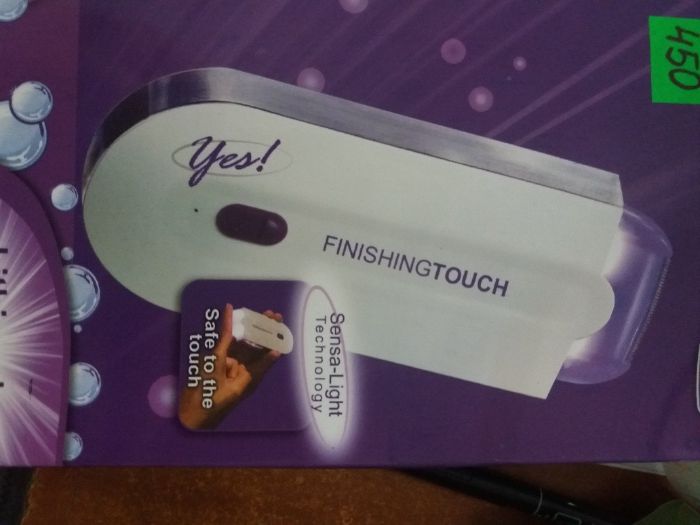 450
Yes!
FINISHINGTOUCH
Sensa-Light
Technology
Safe to the
touch